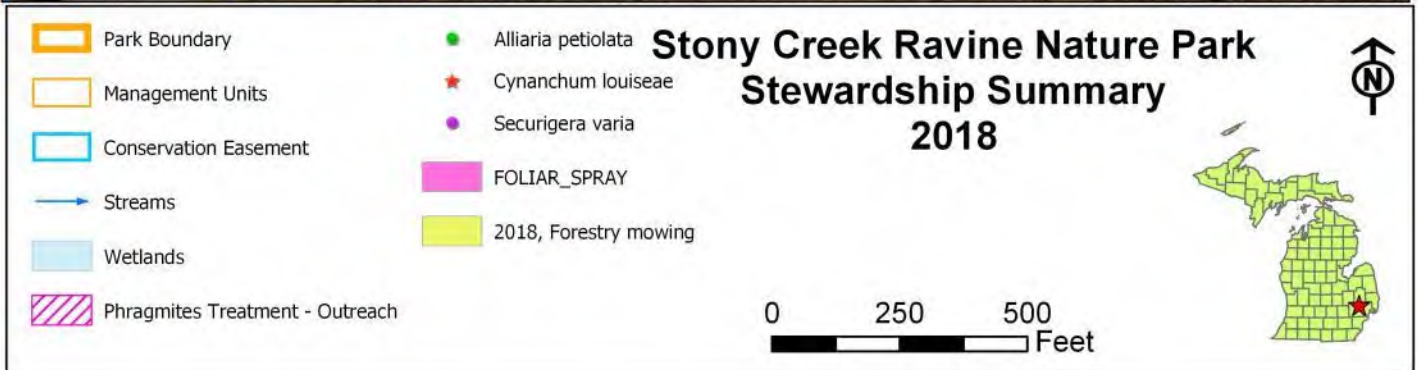 Park Boundary
Management Units
Conservation Easement
Streams
Wetlands
Phragmites Treatment - Outreach
Alliaria petiolata
Cynanchum louiseae
Securigera varia
FOLIAR_SPRAY
2018, Forestry mowing
Stony Creek Ravine Nature Park
Stewardship Summary
2018
N
0 250 500
Feet